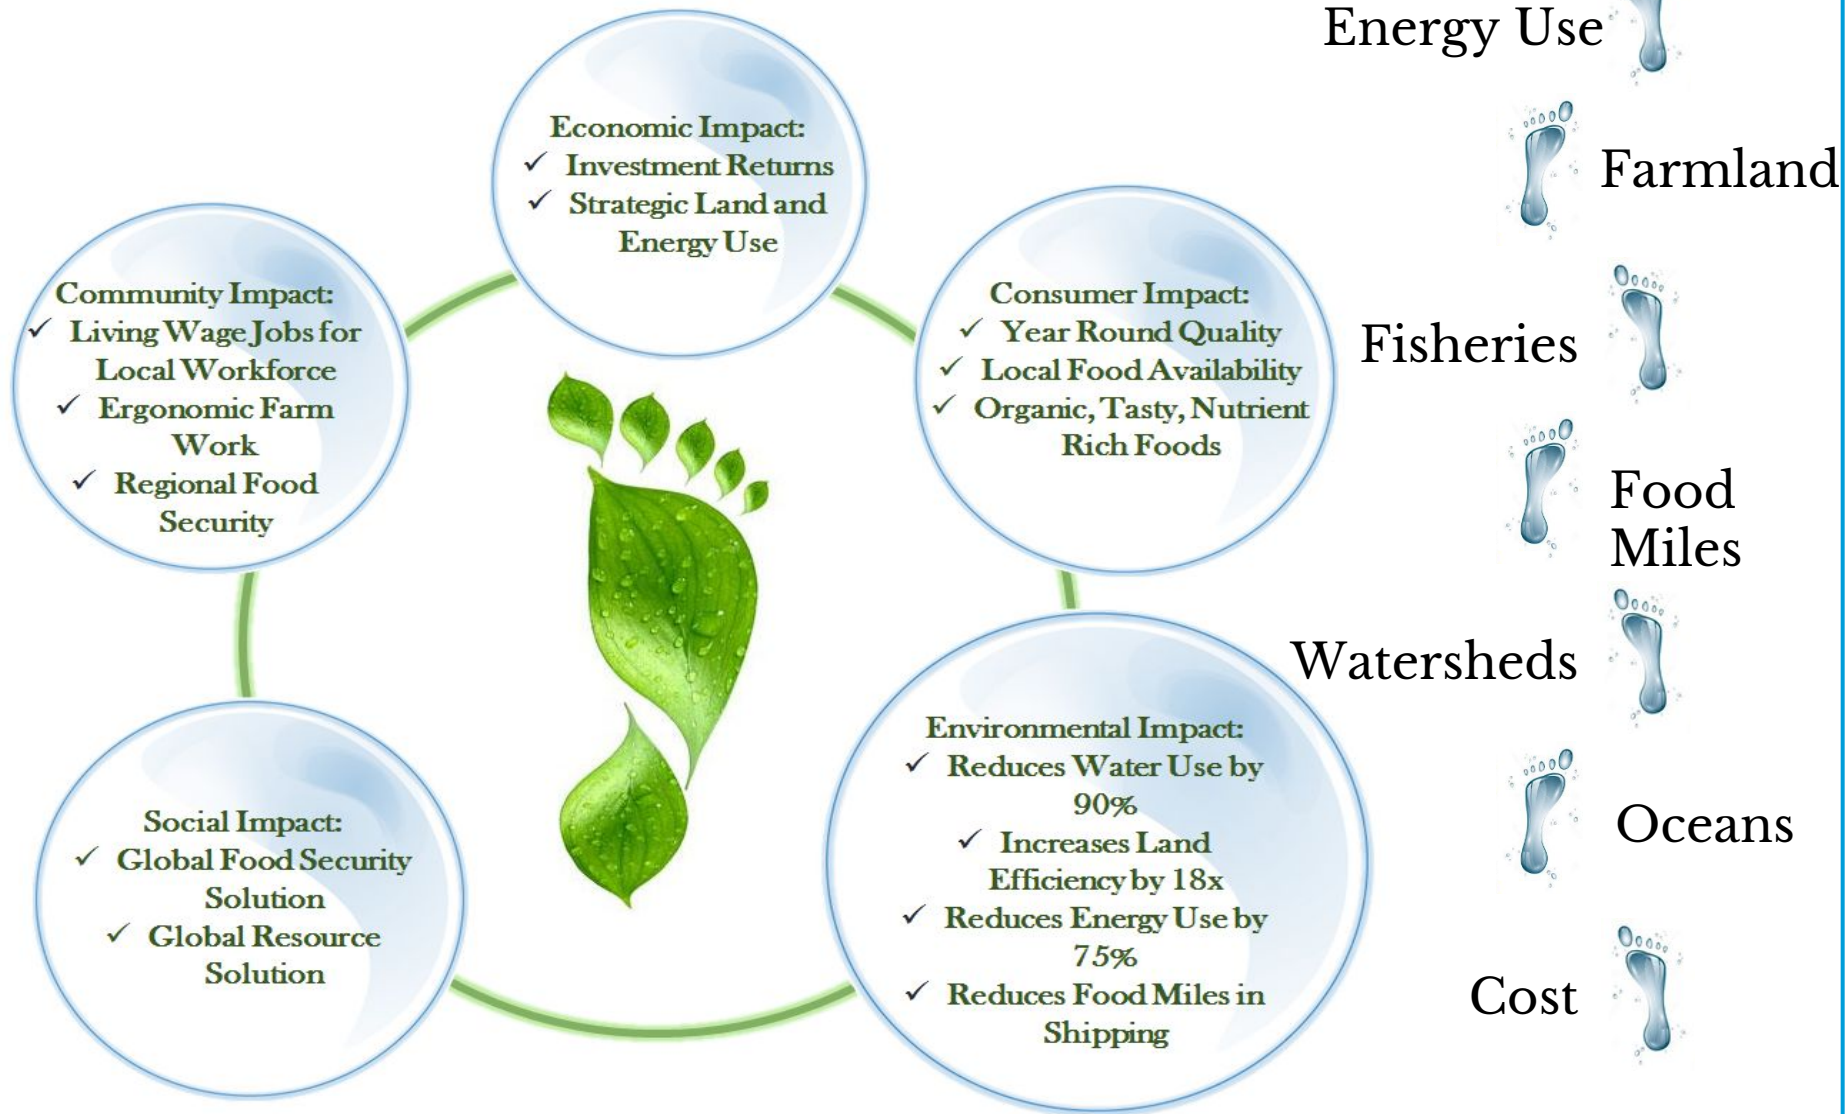 Economic Impact:
✓ Investment Returns
✓ Strategic Land and
Energy Use
Community Impact:
✓ Living Wage Jobs for
Local Workforce
✓ Ergonomic Farm
Work
✓ Regional Food
Security
Consumer Impact:
✓ Year Round Quality
✓ Local Food Availability
✓ Organic, Tasty, Nutrient
Rich Foods
Social Impact:
✓ Global Food Security
Solution
✓ Global Resource
Solution
Environmental Impact:
✓ Reduces Water Use by
90%
✓ Increases Land
Efficiency by 18x
✓ Reduces Energy Use by
75%
✓ Reduces Food Miles in
Shipping
Energy Use
Farmland
Fisheries
Food
Miles
Watersheds
Oceans
Cost